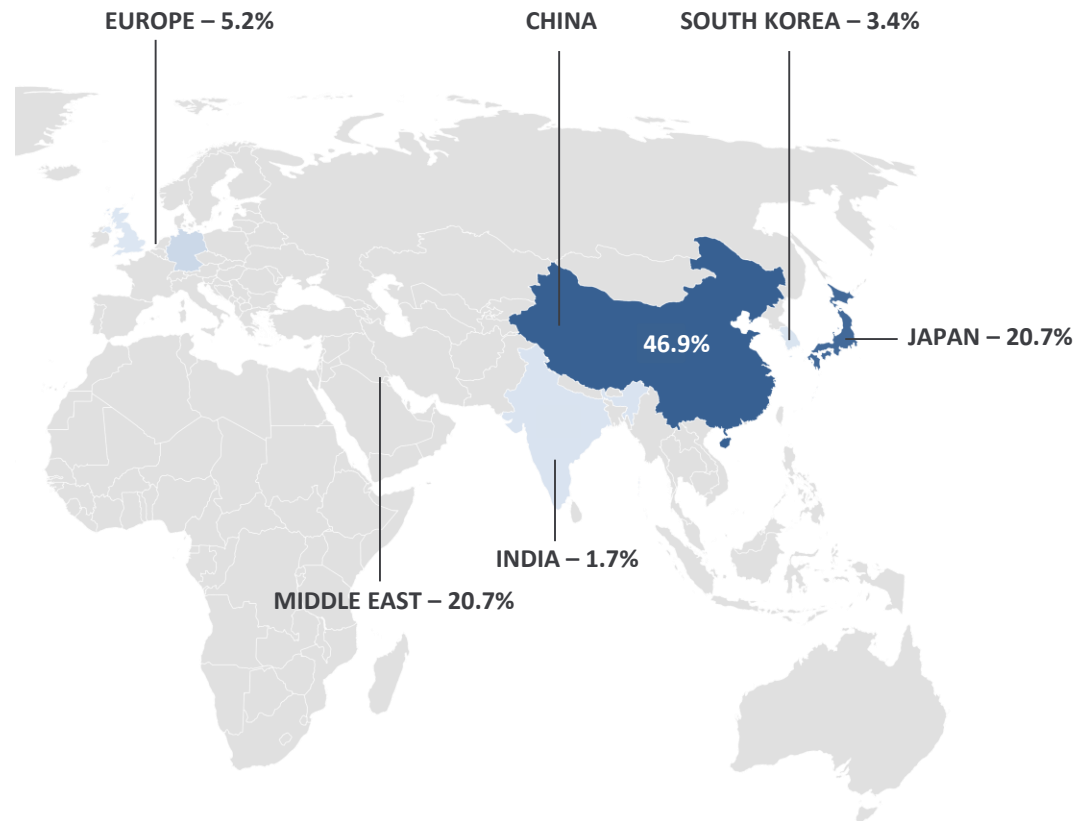 EUROPE – 5.2%
CHINA
SOUTH KOREA – 3.4%
46.9%
JAPAN – 20.7%
INDIA – 1.7%
MIDDLE EAST – 20.7%